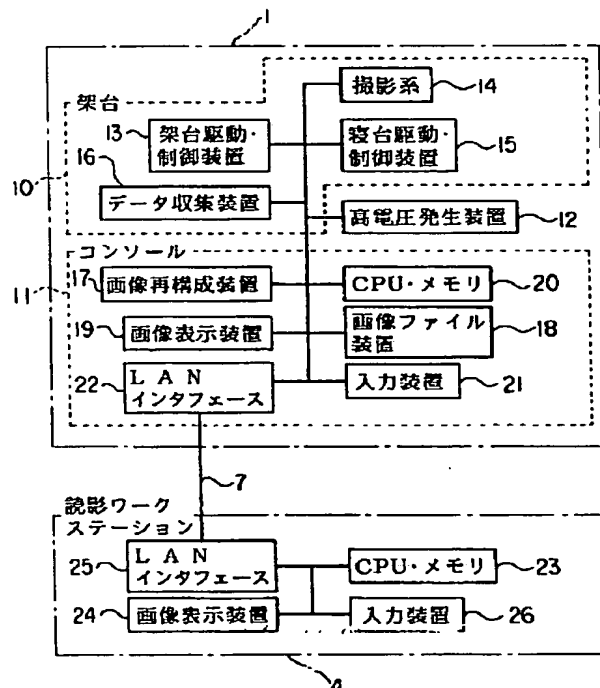 1
撮影系
14
架台
13
架台駆動・
制御装置
寝台駆動・
制御装置
15
16
10
データ収集装置
高電圧発生装置
12
コンソール
11
17
画像再構成装置
CPU・メモリ
20
19
画像表示装置
画像ファイル
装置
18
22
LAN
インタフェース
入力装置
21
7
読影ワーク
ステーション
25
LAN
インタフェース
CPU・メモリ
23
24
画像表示装置
入力装置
26